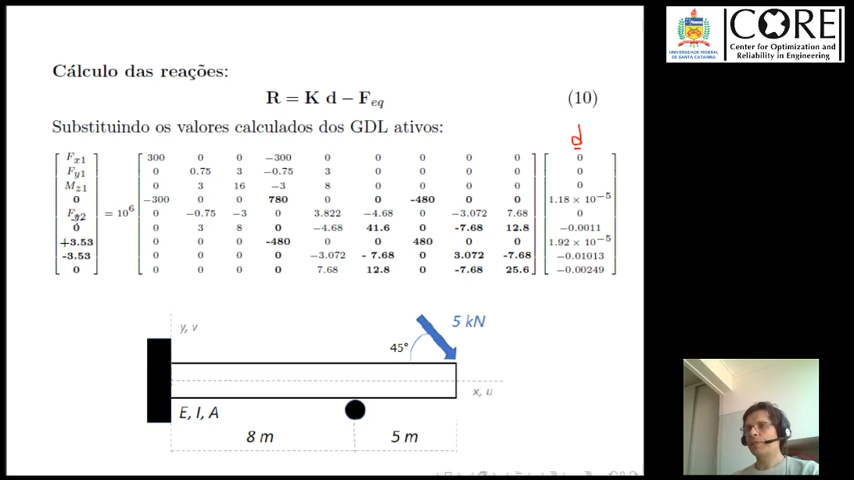 CORE
Center for Optimization and
Reliability in Engineering
UNIVERSIDADE FEDERAL
DE SANTA CATARINA
Cálculo das reações:
R = K d − F_eq (10)
Substituindo os valores calculados dos GDL ativos:
d
F_x1 300 0 0 −300 0 0 0 0 0 0
F_y1 0 0.75 3 −0.75 3 0 0 0 0
M_z1 0 3 16 −3 8 0 0 0 0
0 −300 0 0 780 0 0 -480 0 0 1.18 × 10^−5
F_y2 = 10^6 0 −0.75 −3 0 3.822 −4.68 0 −3.072 7.68 0
0 0 3 8 0 −4.68 41.6 0 -7.68 12.8 −0.0011
+3.53 0 0 0 -480 0 0 480 0 0 1.92 × 10^−5
-3.53 0 0 0 0 −3.072 - 7.68 0 3.072 -7.68 −0.01013
0 0 0 0 0 7.68 12.8 0 -7.68 25.6 −0.00249
y, v
5 kN
45°
x, u
E, I, A
8 m
5 m